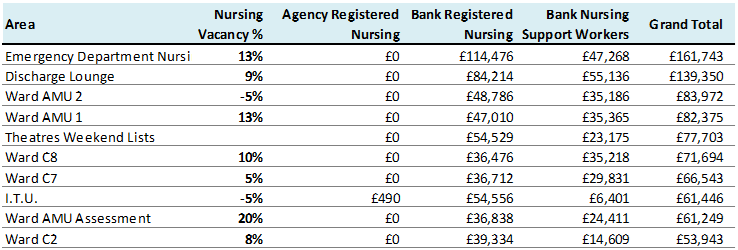 Area Nursing Vacancy % Agency Registered Nursing Bank Registered Nursing Bank Nursing Support Workers Grand Total
Emergency Department Nursi 13% £0 £114,476 £47,268 £161,743
Discharge Lounge 9% £0 £84,214 £55,136 £139,350
Ward AMU 2 -5% £0 £48,786 £35,186 £83,972
Ward AMU 1 13% £0 £47,010 £35,365 £82,375
Theatres Weekend Lists £0 £54,529 £23,175 £77,703
Ward C8 10% £0 £36,476 £35,218 £71,694
Ward C7 5% £0 £36,712 £29,831 £66,543
I.T.U. -5% £490 £54,556 £6,401 £61,446
Ward AMU Assessment 20% £0 £36,838 £24,411 £61,249
Ward C2 8% £0 £39,334 £14,609 £53,943